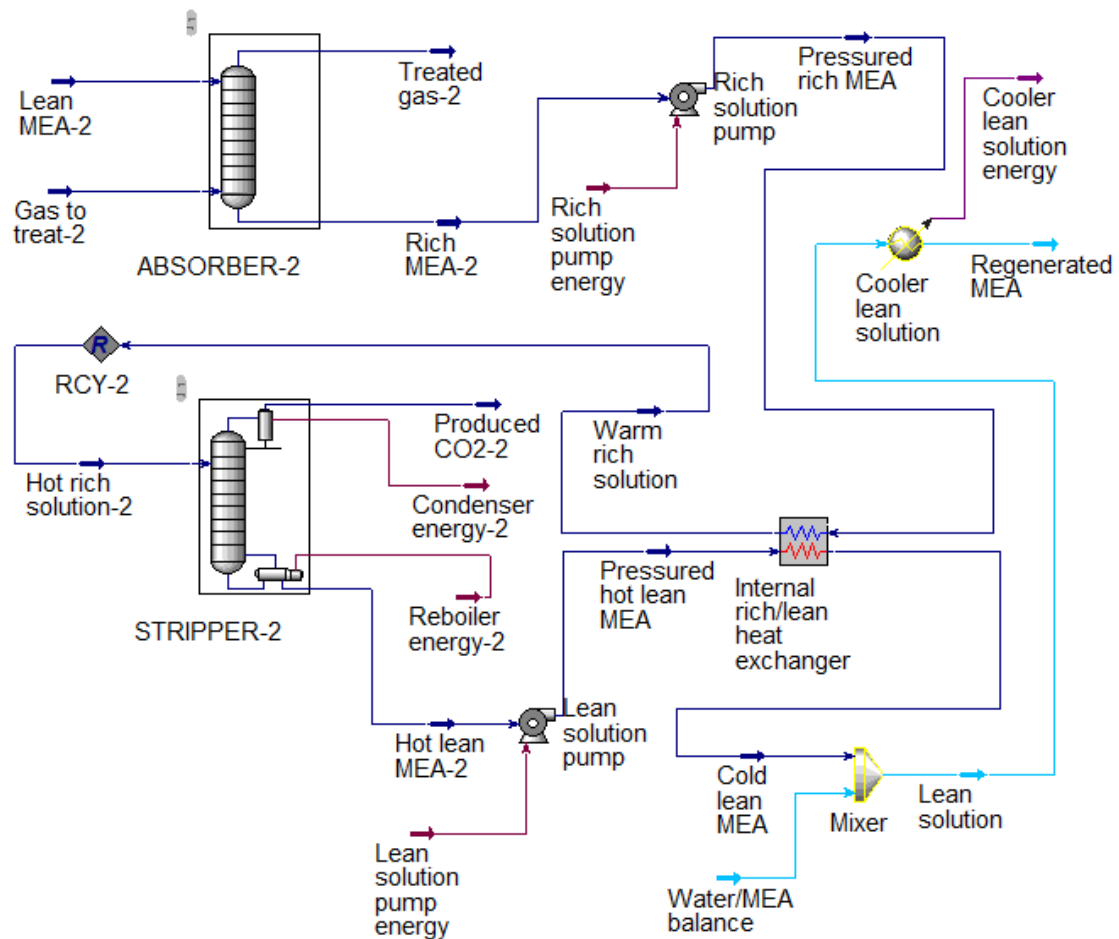 Lean
MEA-2
Gas to
treat-2
ABSORBER-2
Treated
gas-2
Rich
MEA-2
Rich
solution
pump
Rich
solution
pump
energy
Pressured
rich MEA
Cooler
lean
solution
energy
Cooler
lean
solution
Regenerated
MEA
R
RCY-2
Hot rich
solution-2
STRIPPER-2
Produced
CO2-2
Condenser
energy-2
Reboiler
energy-2
Warm
rich
solution
Pressured
hot lean
MEA
Internal
rich/lean
heat
exchanger
Hot lean
MEA-2
Lean
solution
pump
Lean
solution
pump
energy
Cold
lean
MEA
Mixer
Lean
solution
Water/MEA
balance